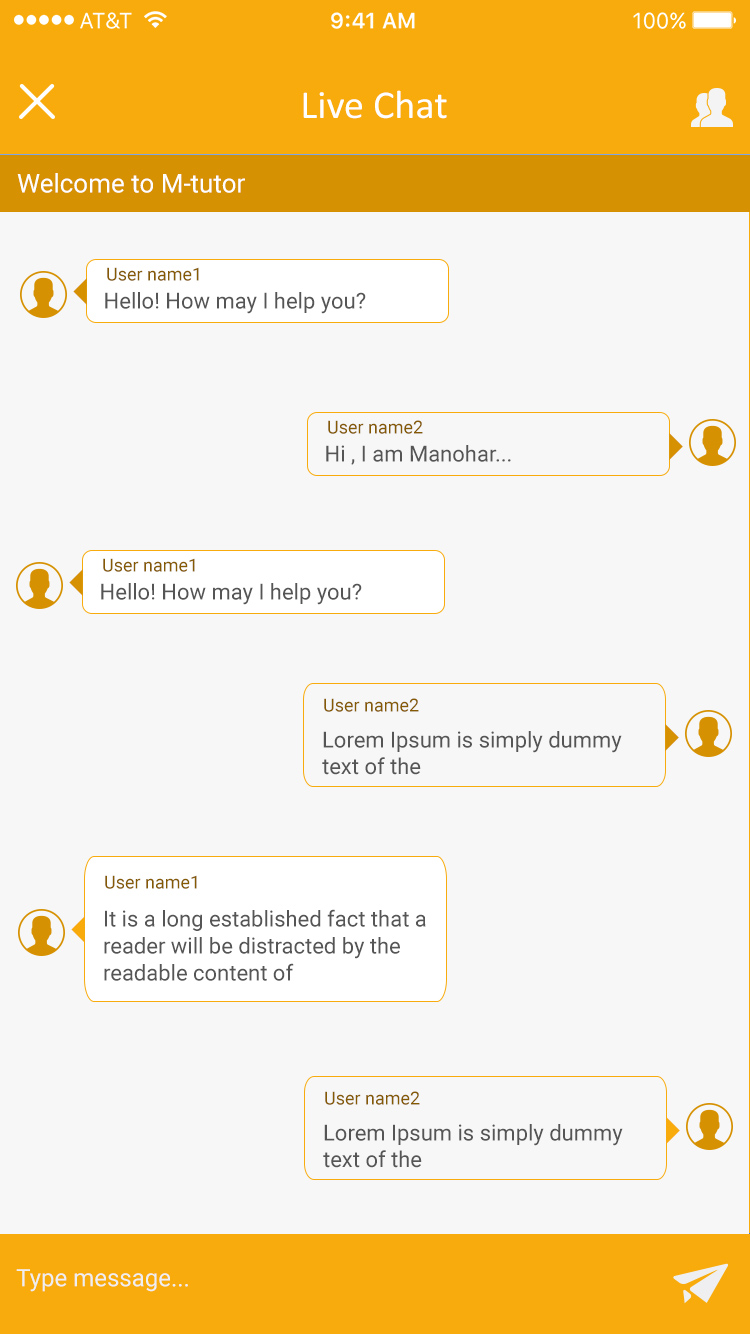 AT&T 9:41 AM 100%
Live Chat
Welcome to M-tutor
User name1
Hello! How may I help you?
User name2
Hi , I am Manohar...
User name1
Hello! How may I help you?
User name2
Lorem Ipsum is simply dummy
text of the
User name1
It is a long established fact that a
reader will be distracted by the
readable content of
User name2
Lorem Ipsum is simply dummy
text of the
Type message...